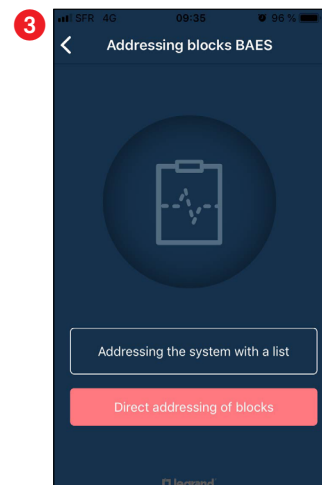 3
SFR 4G 09:35 96 %
Addressing blocks BAES
Addressing the system with a list
Direct addressing of blocks
legrand